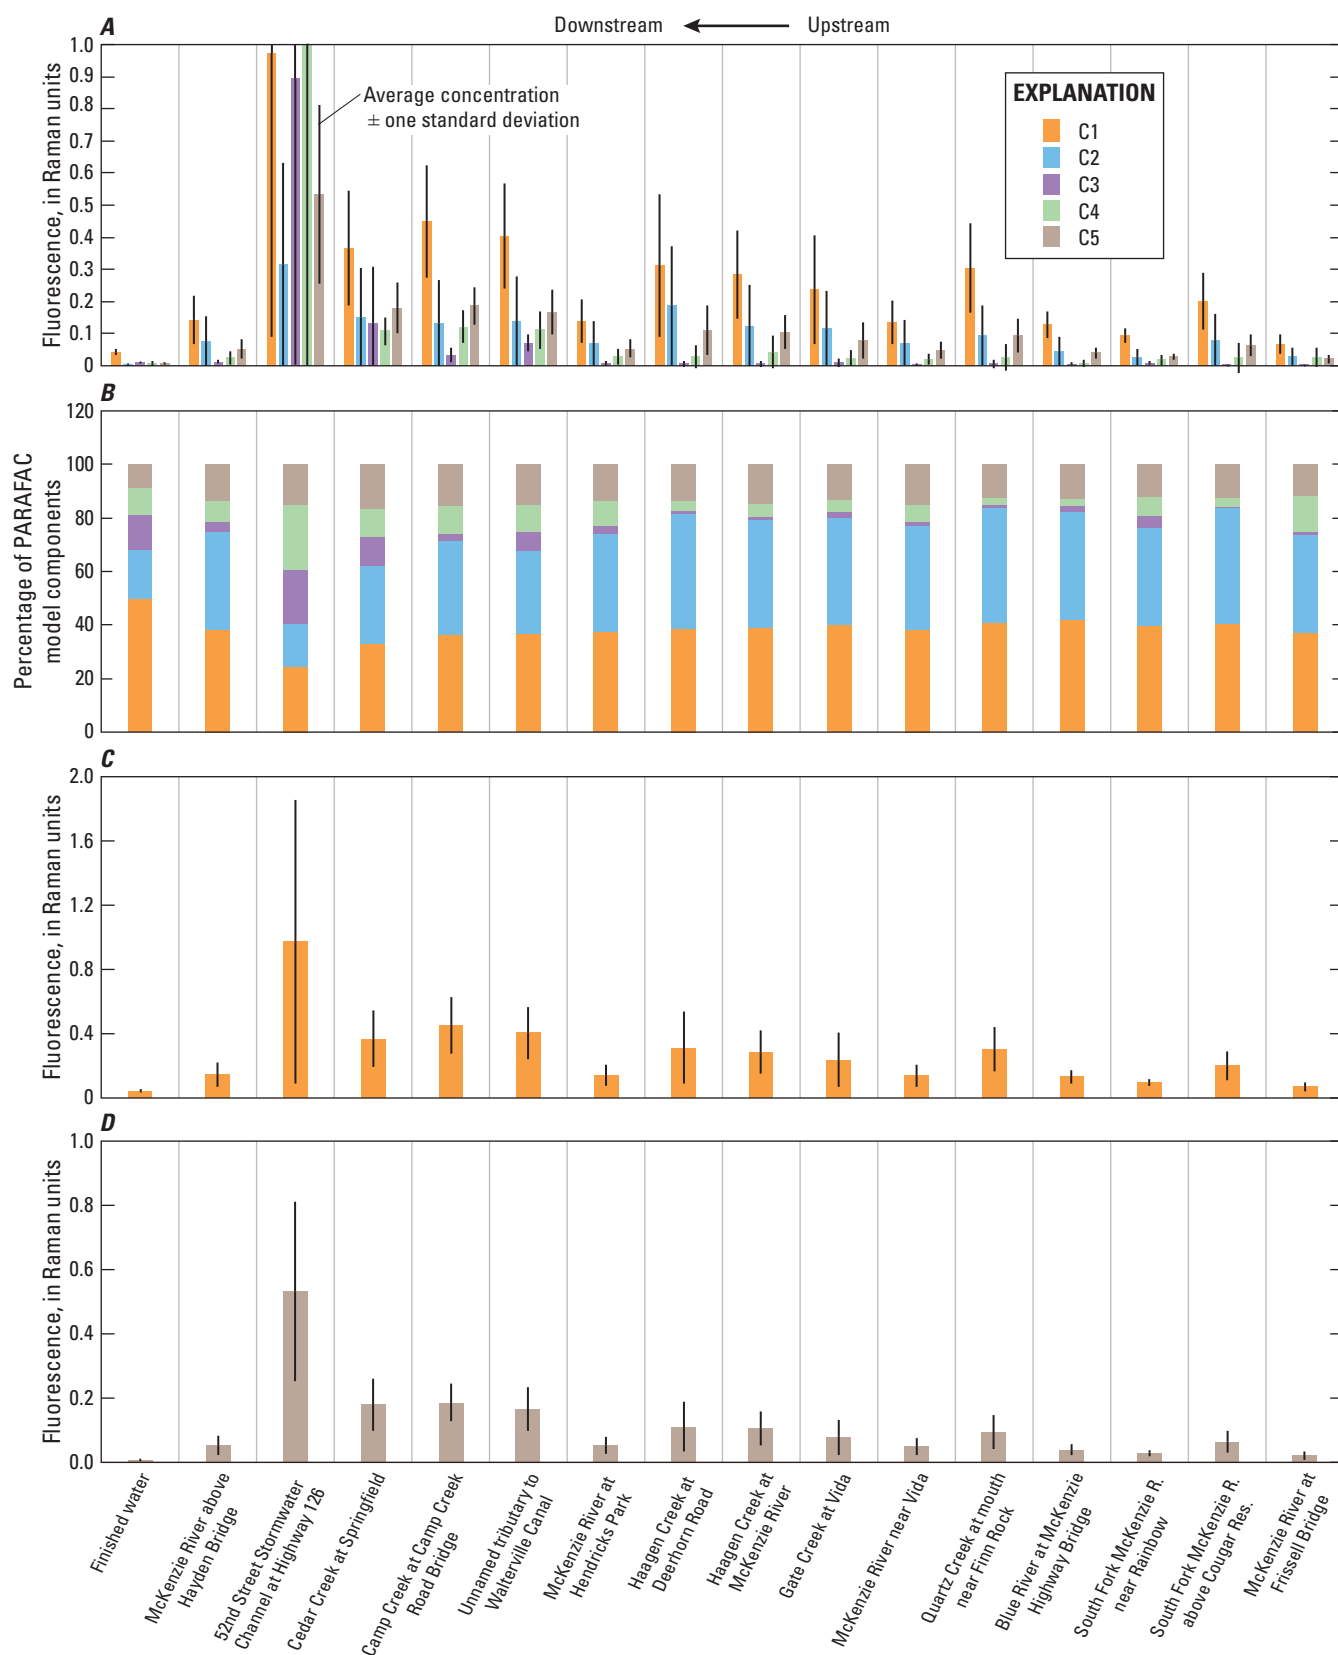 A
Downstream
Upstream
Fluorescence, in Raman units
1.0
0.9
0.8
0.7
0.6
0.5
0.4
0.3
0.2
0.1
0
Average concentration
± one standard deviation
EXPLANATION
C1
C2
C3
C4
C5
B
Percentage of PARAFAC
model components
120
100
80
60
40
20
0
C
Fluorescence, in Raman units
2.0
1.6
1.2
0.8
0.4
0
D
Fluorescence, in Raman units
1.0
0.8
0.6
0.4
0.2
0.0
Finished water
McKenzie River above
Hayden Bridge
52nd Street Stormwater
Channel at Highway 126
Cedar Creek at Springfield
Camp Creek at Camp Creek
Road Bridge
Unnamed tributary to
Walterville Canal
McKenzie River at
Hendricks Park
Haagen Creek at
Deerhorn Road
Haagen Creek at
McKenzie River
Gate Creek at Vida
McKenzie River near Vida
Quartz Creek at mouth
near Finn Rock
Blue River at McKenzie
Highway Bridge
South Fork McKenzie R.
near Rainbow
South Fork McKenzie R.
above Cougar Res.
McKenzie River at
Frissell Bridge